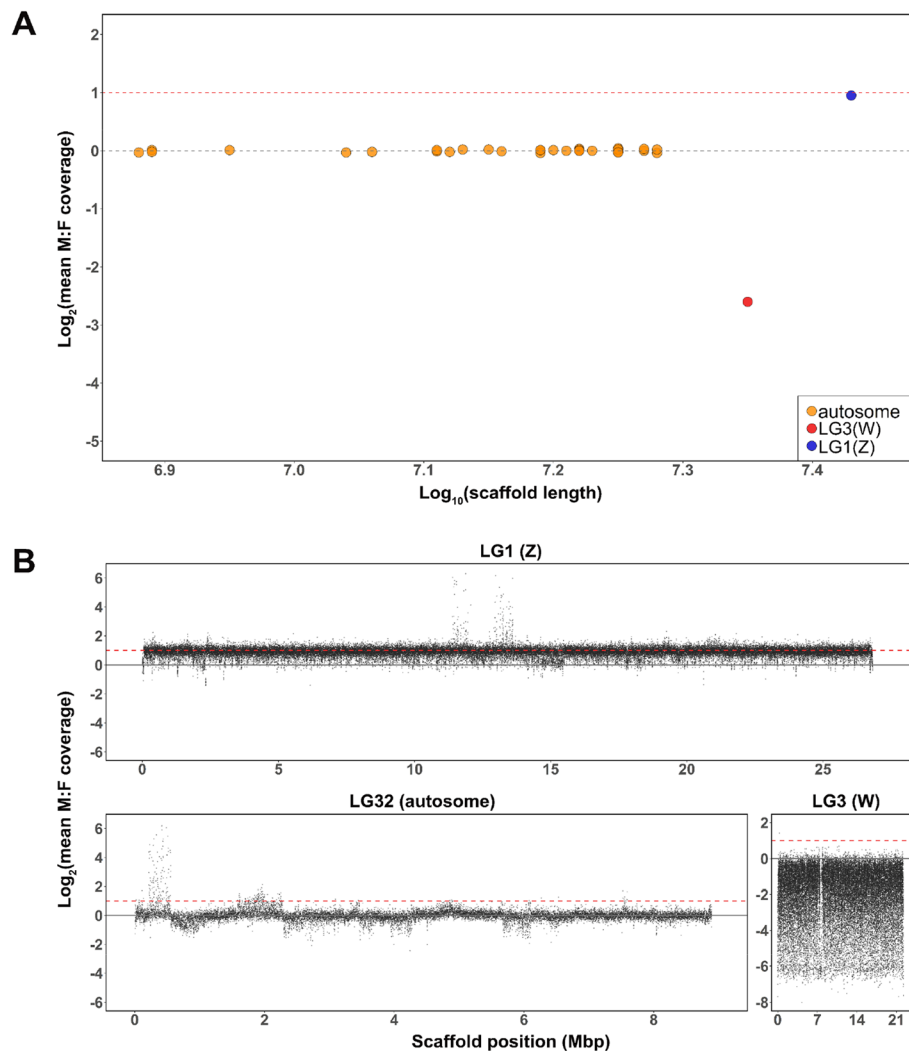 A
Log2(mean M:F coverage)
2
1
0
-1
-2
-3
-4
-5
autosome
LG3(W)
LG1(Z)
6.9 7.0 7.1 7.2 7.3 7.4
Log10(scaffold length)
B
LG1 (Z)
6
4
2
0
-2
-4
-6
0 5 10 15 20 25
Log2(mean M:F coverage)
LG32 (autosome)
6
4
2
0
-2
-4
-6
0 2 4 6 8
LG3 (W)
2
0
-2
-4
-6
-8
0 7 14 21
Scaffold position (Mbp)